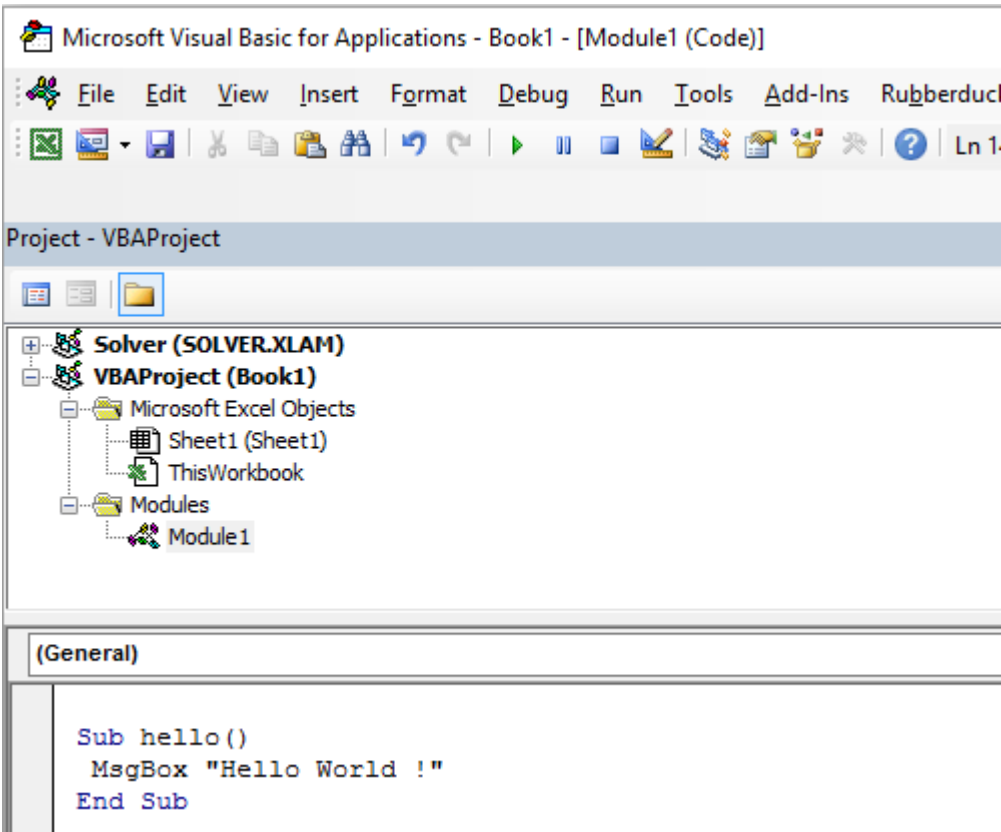 Microsoft Visual Basic for Applications - Book1 - [Module1 (Code)]
File Edit View Insert Format Debug Run Tools Add-Ins
Ln
Project - VBAProject
Solver (SOLVER.XLAM)
VBAProject (Book1)
Microsoft Excel Objects
Sheet1 (Sheet1)
ThisWorkbook
Modules
Module1
(General)
Sub hello()
MsgBox "Hello World !"
End Sub